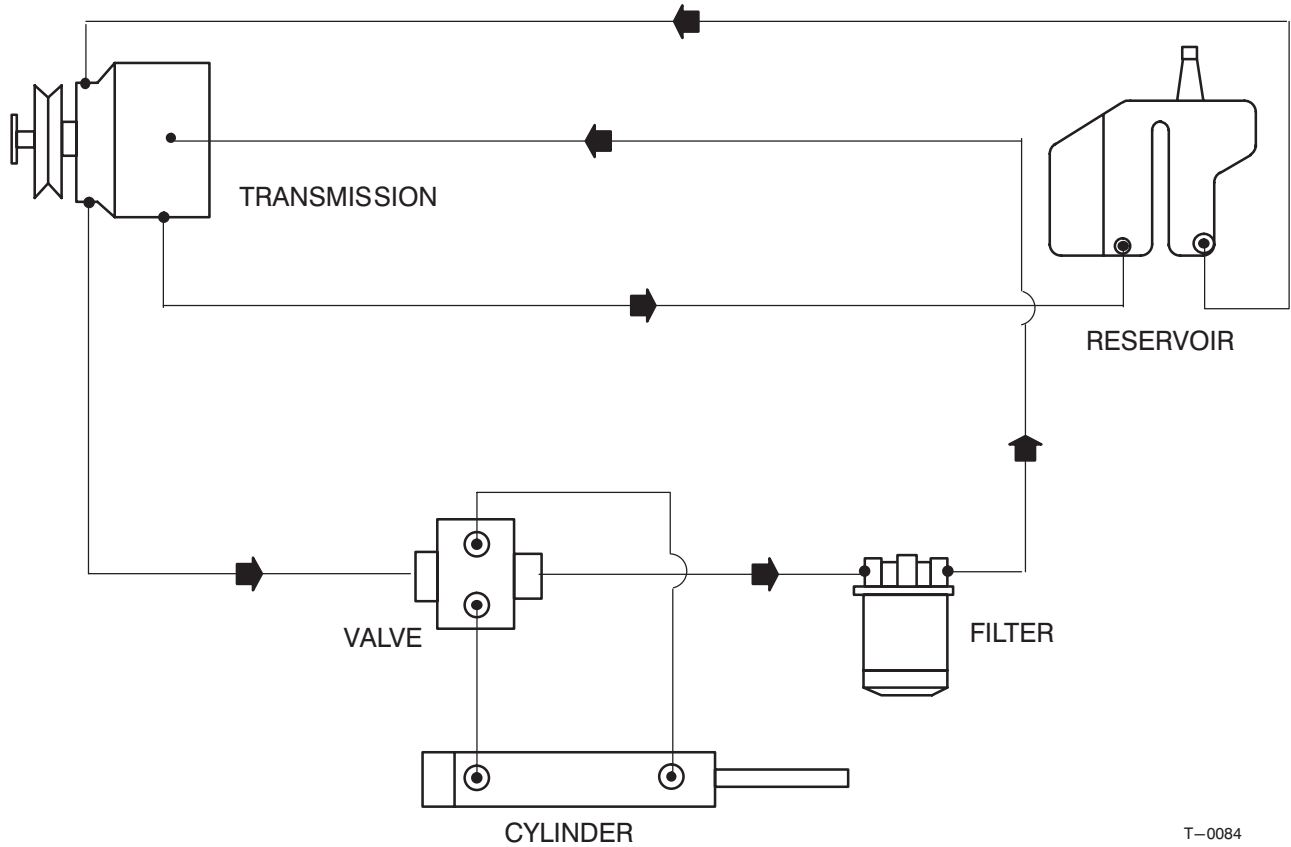 TRANSMISSION
RESERVOIR
VALVE
FILTER
CYLINDER
T–0084